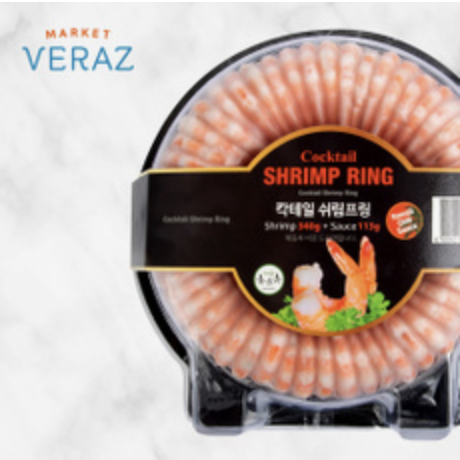 MARKET
VERAZ
Cocktail
SHRIMP RING
Cocktail Shrimp Ring
칵테일 쉬림프링
Cocktail Shrimp Ring
Shrimp 340g + Sauce 113g